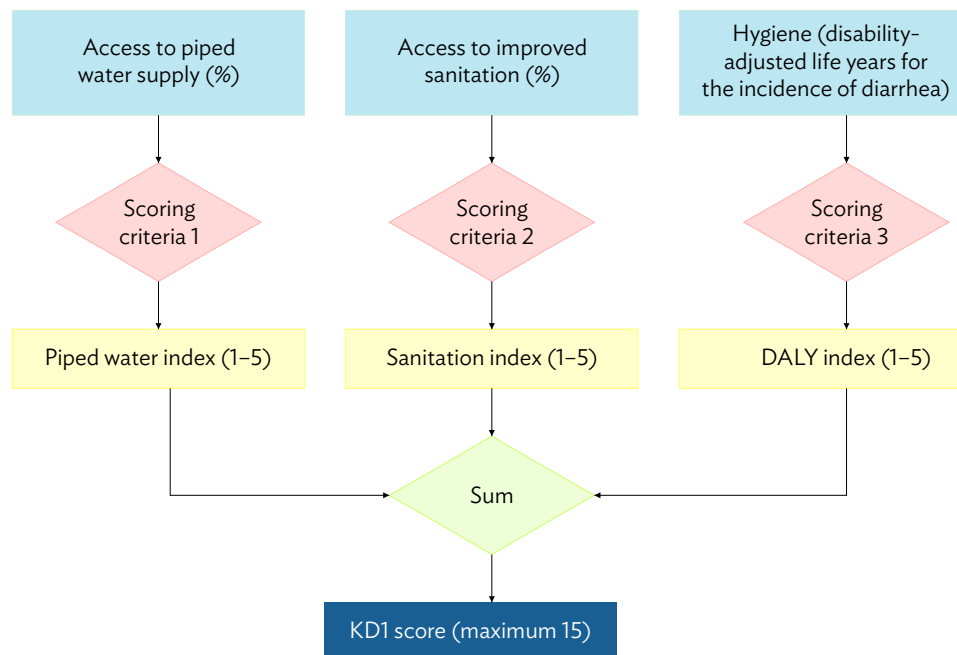 Access to piped
water supply (%)
Access to improved
sanitation (%)
Hygiene (disability-
adjusted life years for
the incidence of diarrhea)
Scoring
criteria 1
Scoring
criteria 2
Scoring
criteria 3
Piped water index (1–5)
Sanitation index (1–5)
DALY index (1–5)
Sum
KD1 score (maximum 15)